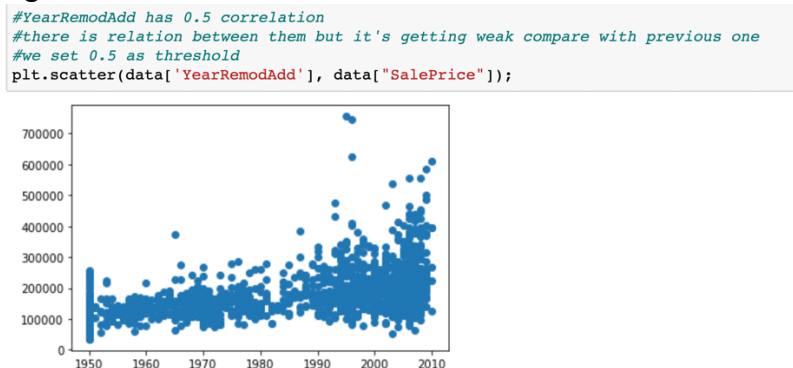 #YearRemodAdd has 0.5 correlation
#there is relation between them but it's getting weak compare with previous one
#we set 0.5 as threshold
plt.scatter(data['YearRemodAdd'], data["SalePrice"]);
700000
600000
500000
400000
300000
200000
100000
0
1950 1960 1970 1980 1990 2000 2010